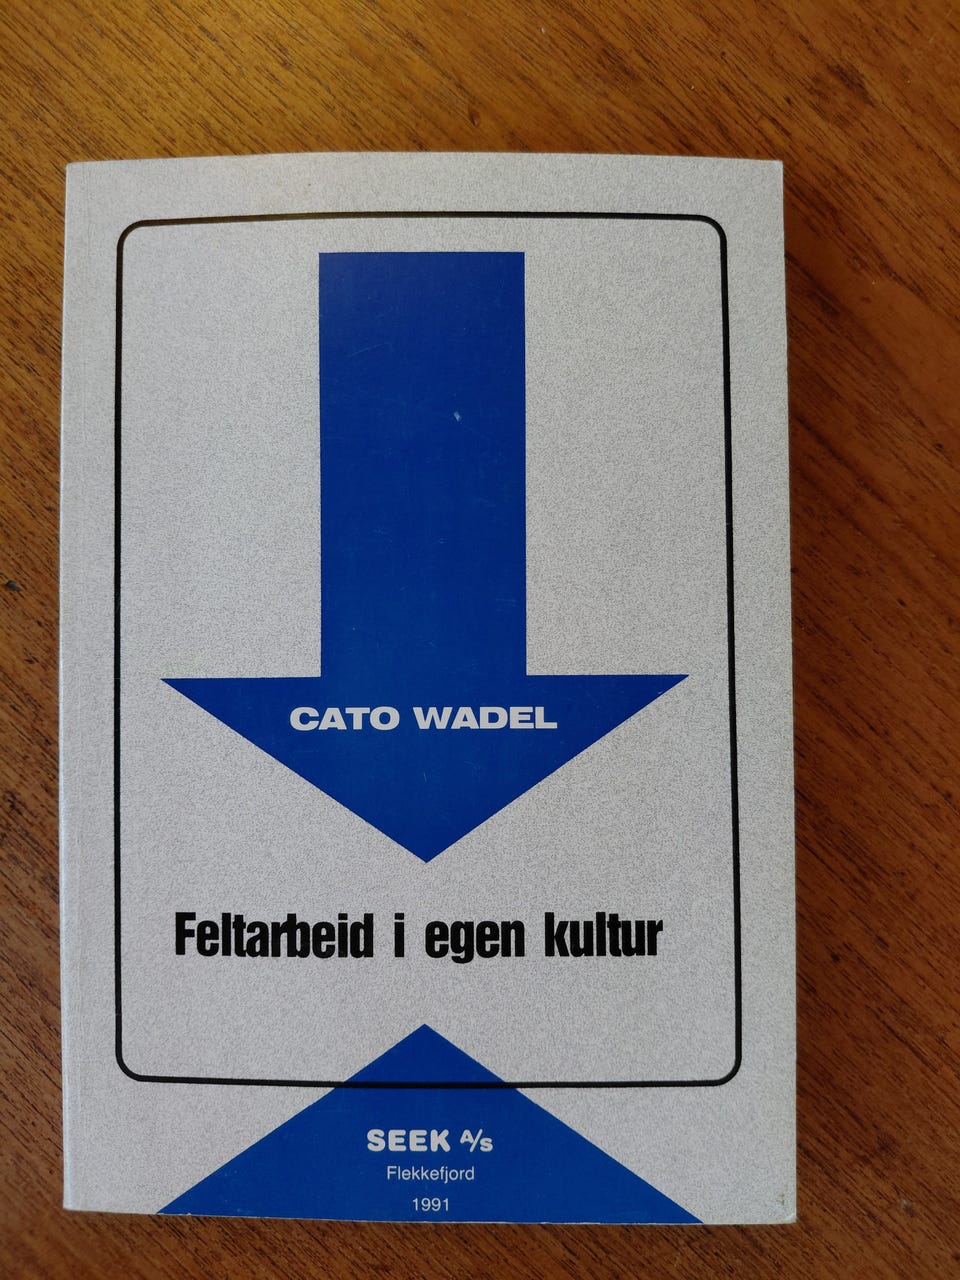 CATO WADEL
Feltarbeid i egen kultur
SEEK A/S
Flekkefjord
1991